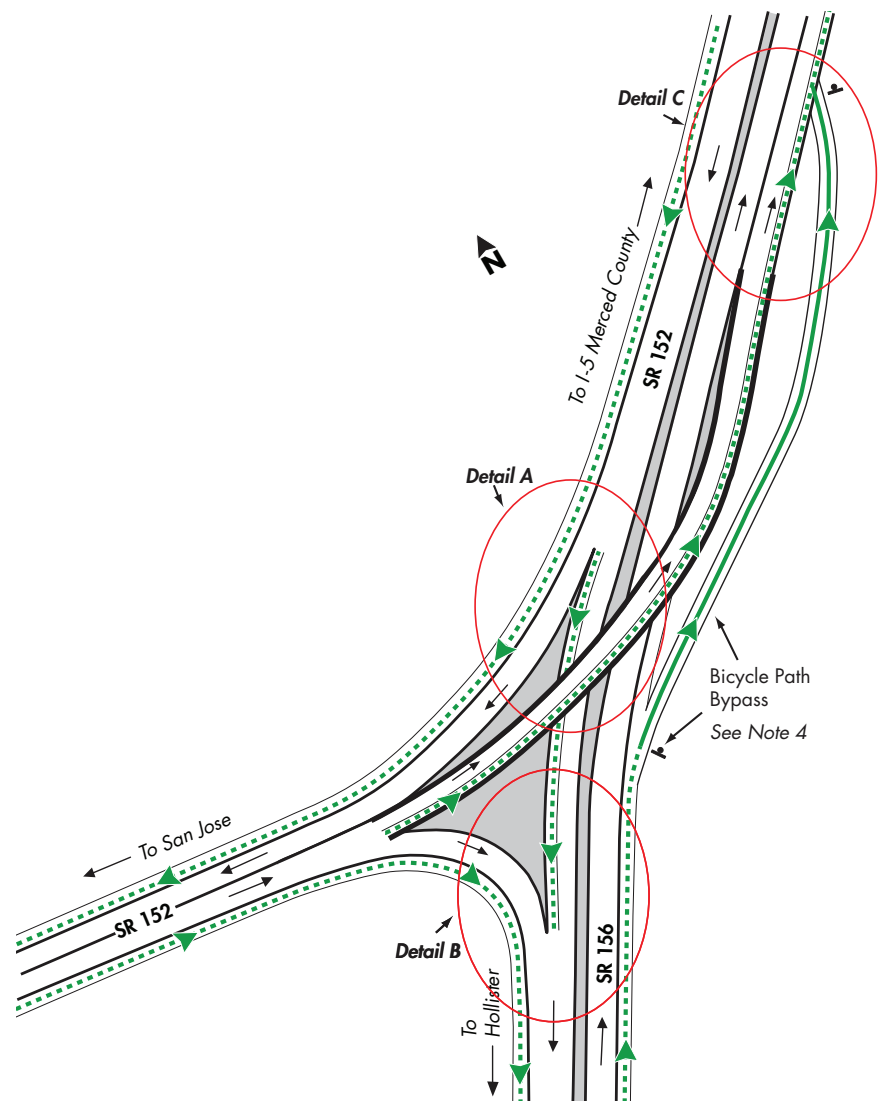 Detail C
N
To I-5 Merced County
SR 152
Detail A
Bicycle Path
Bypass
See Note 4
To San Jose
SR 152
Detail B
SR 156
To
Hollister